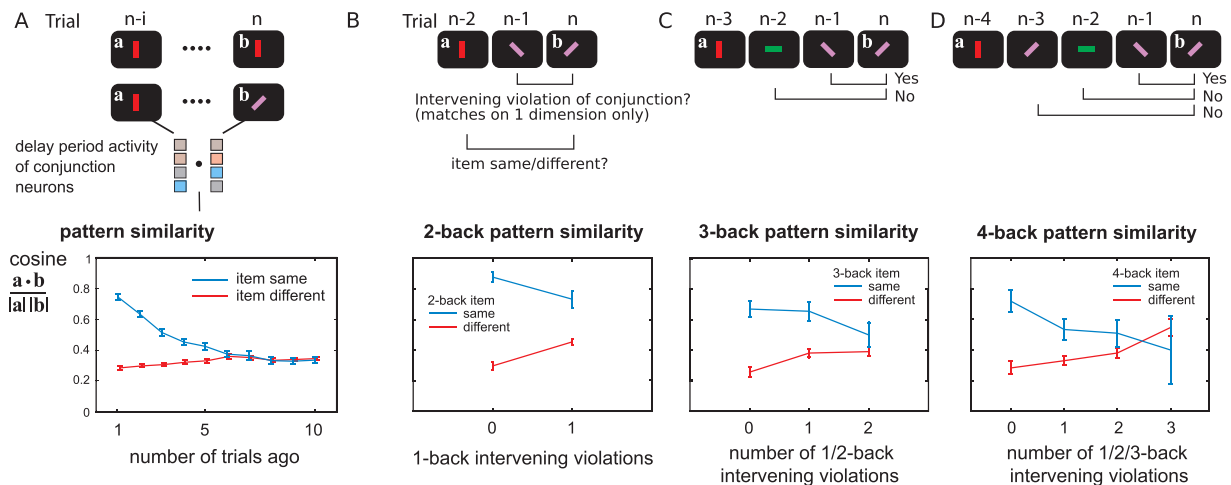 A Trial n-i n
a b
a b
delay period activity
of conjunction
neurons
pattern similarity
cosine
a • b
|a| |b|
item same
item different
1
0.8
0.6
0.4
0.2
0
1 5 10
number of trials ago
B Trial n-2 n-1 n
a b
Intervening violation of conjunction?
(matches on 1 dimension only)
item same/different?
2-back pattern similarity
2-back item
same
different
0 1
1-back intervening violations
C n-3 n-2 n-1 n
a b
Yes
No
3-back pattern similarity
3-back item
same
different
0 1 2
number of 1/2-back
intervening violations
D n-4 n-3 n-2 n-1 n
a b
Yes
No
No
4-back pattern similarity
4-back item
same
different
0 1 2 3
number of 1/2/3-back
intervening violations